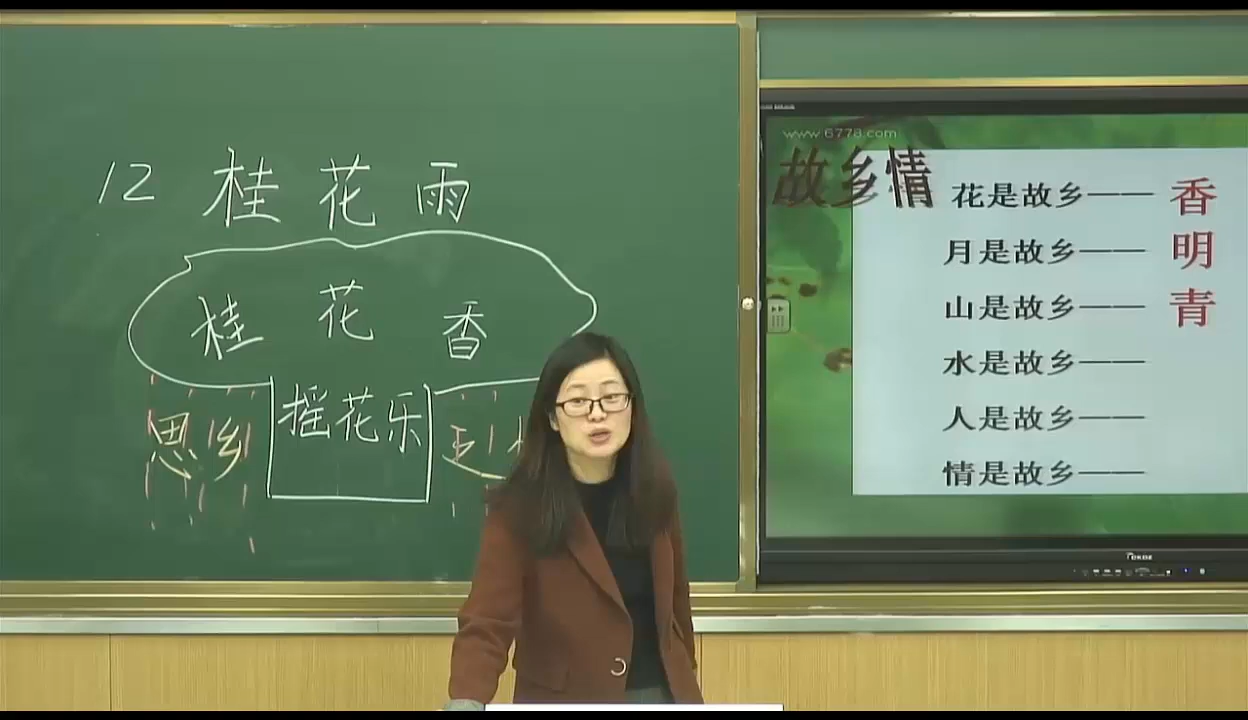 12 桂花雨
桂花香
思乡
摇花乐
www.6778.com
故乡情
花是故乡—— 香
月是故乡—— 明
山是故乡—— 青
水是故乡——
人是故乡——
情是故乡——